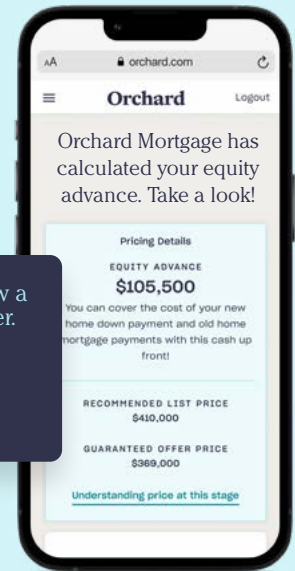 AA orchard.com
Orchard Logout
Orchard Mortgage has
calculated your equity
advance. Take a look!
Pricing Details
EQUITY ADVANCE
$105,500
You can cover the cost of your new
home down payment and old home
mortgage payments with this cash up
front!
a
RECOMMENDED LIST PRICE
$410,000
GUARANTEED OFFER PRICE
$369,000
Understanding price at this stage